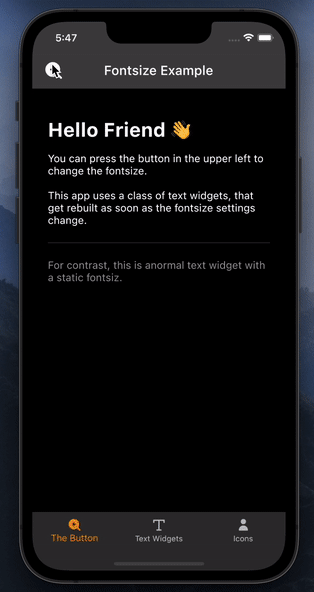 5:47
Fontsize Example
Hello Friend 👋
You can press the button in the upper left to
change the fontsize.
This app uses a class of text widgets, that
get rebuilt as soon as the fontsize settings
change.
For contrast, this is anormal text widget with
a static fontsiz.
The Button
Text Widgets
Icons